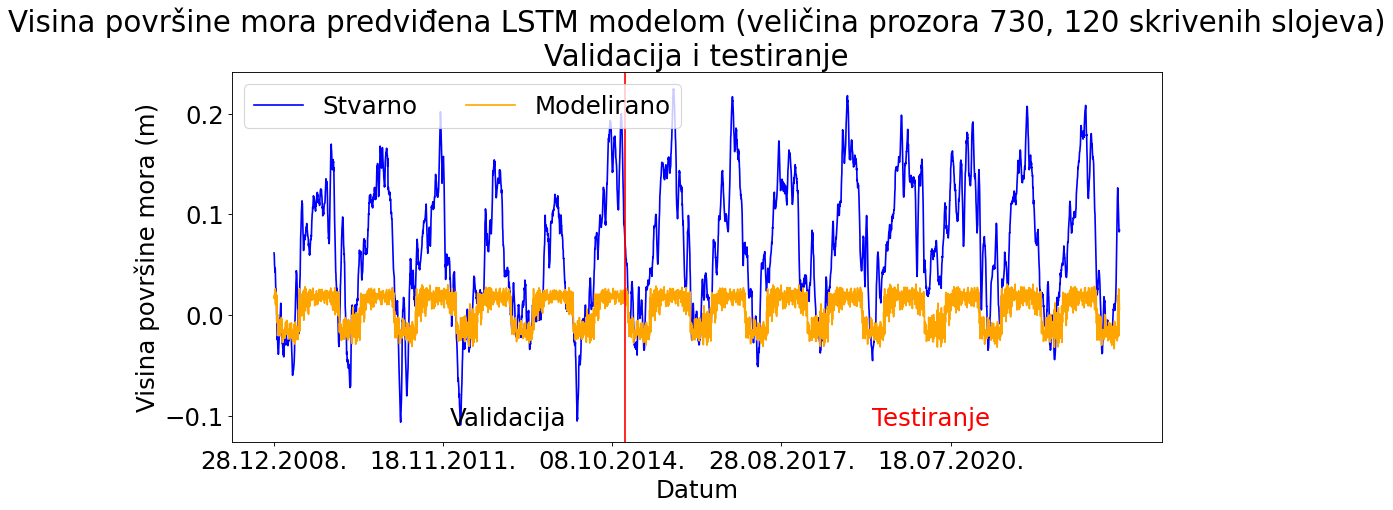 Visina površine mora predviđena LSTM modelom (veličina prozora 730, 120 skrivenih slojeva)
Validacija i testiranje
Stvarno Modelirano
Visina površine mora (m)
0.2
0.1
0.0
−0.1
Validacija Testiranje
28.12.2008. 18.11.2011. 08.10.2014. 28.08.2017. 18.07.2020.
Datum